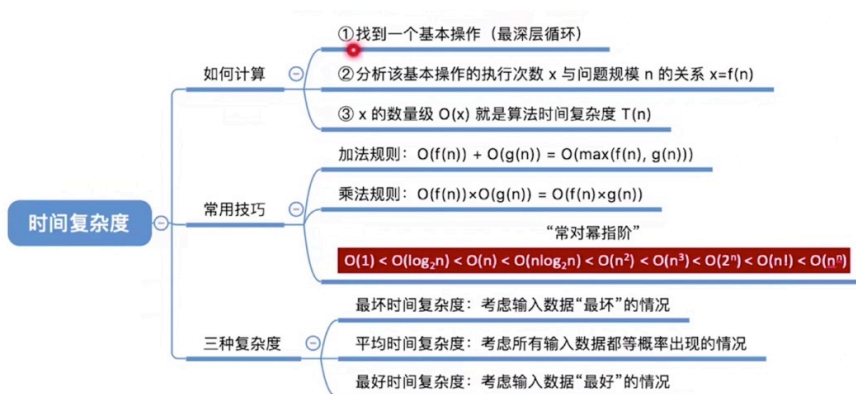 ①找到一个基本操作（最深层循环）
如何计算
②分析该基本操作的执行次数 x 与问题规模 n 的关系 x=f(n)
③ x 的数量级 O(x) 就是算法时间复杂度 T(n)
加法规则：O(f(n)) + O(g(n)) = O(max(f(n), g(n)))
常用技巧
乘法规则：O(f(n))×O(g(n)) = O(f(n)×g(n))
时间复杂度
“常对幂指阶”
O(1) < O(log₂n) < O(n) < O(nlog₂n) < O(n²) < O(n³) < O(2ⁿ) < O(n!) < O(nⁿ)
最坏时间复杂度：考虑输入数据“最坏”的情况
三种复杂度
平均时间复杂度：考虑所有输入数据都等概率出现的情况
最好时间复杂度：考虑输入数据“最好”的情况